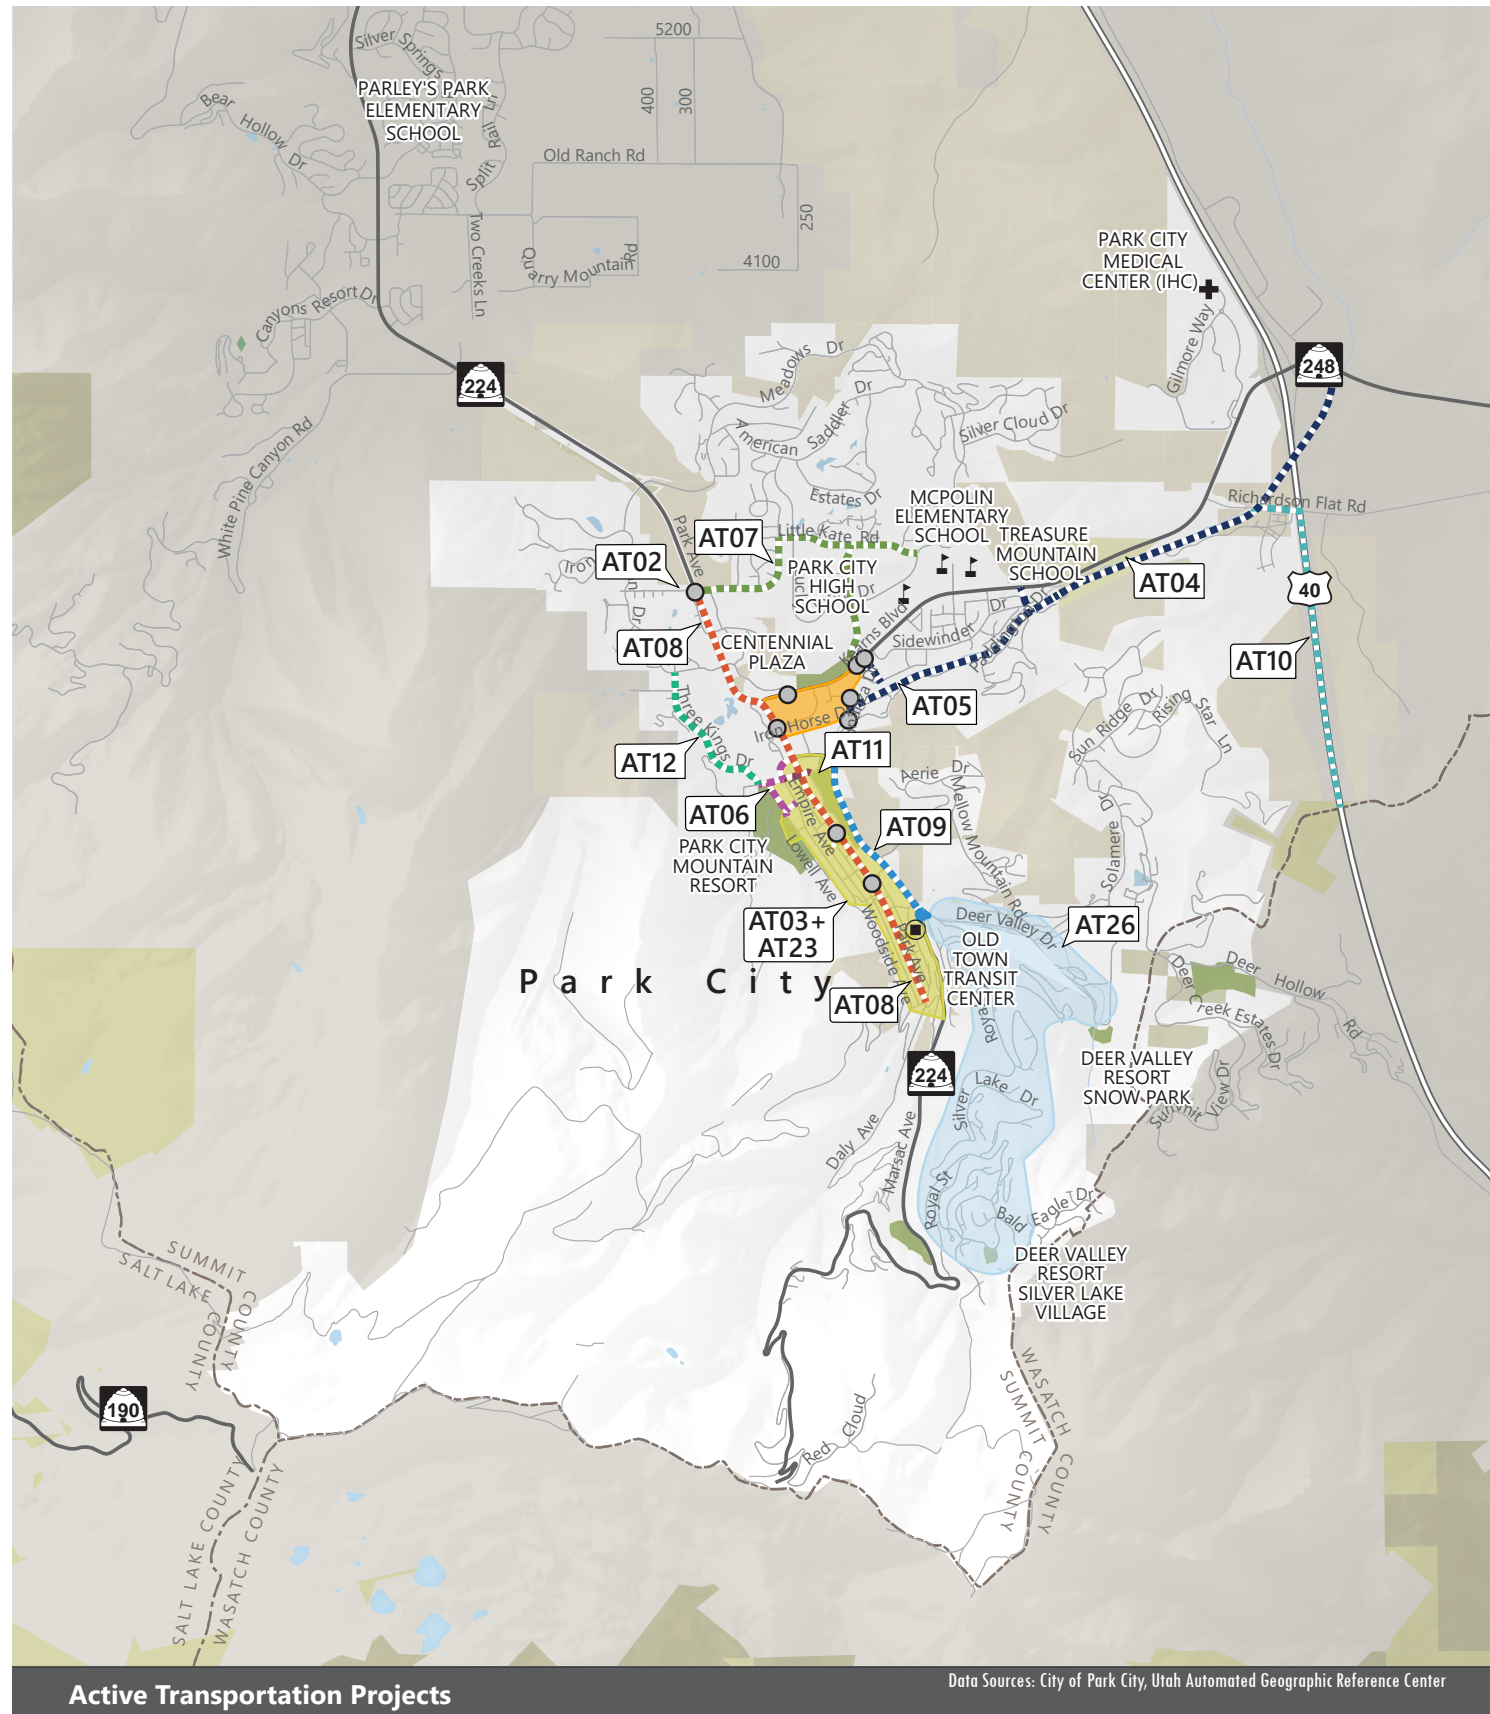 5200
Silver Springs
PARLEY'S PARK
ELEMENTARY
SCHOOL
Bear Hollow Dr
400
300
Split Rail Ln
Old Ranch Rd
250
Two Creeks Ln
Quarry Mountain Rd
4100
PARK CITY
MEDICAL
CENTER (IHC)
Canyons Resort Dr
Gilmore Way
224
248
Meadows Dr
American Saddler Dr
Silver Cloud Dr
White Pine Canyon Rd
Estates Dr
MCPOLIN
ELEMENTARY
SCHOOL
Richardson Flat Rd
Park Ave
AT07
Little Kate Rd
TREASURE
MOUNTAIN
SCHOOL
AT02
Iron
PARK CITY
HIGH
SCHOOL
Dr
AT04
40
Dr
Kearns Blvd
Dr
AT08
CENTENNIAL
PLAZA
Sidewinder
Paddington Dr
AT10
Three Kings Dr
AT05
Iron Horse Dr
Sun Ridge Dr
Rising Star Ln
AT12
AT11
Aerie Dr
AT06
Empire Ave
AT09
Mellow Mountain Rd
Solamere Dr
PARK CITY
MOUNTAIN
RESORT
Lowell Ave
AT03+
AT23
Woodside Ave
Park Ave
Deer Valley Dr
AT26
OLD
TOWN
TRANSIT
CENTER
Park City
AT08
Royal
Deer Hollow Rd
Deer Creek Estates Dr
224
DEER VALLEY
RESORT
SNOW PARK
Silver Lake Dr
Summit View Dr
Daly Ave
Marsac Ave
Royal St
Bald Eagle Dr
SUMMIT COUNTY
SALT LAKE COUNTY
DEER VALLEY
RESORT
SILVER LAKE
VILLAGE
WASATCH COUNTY
SUMMIT COUNTY
190
Red Cloud
SALT LAKE COUNTY
WASATCH COUNTY
Active Transportation Projects
Data Sources: City of Park City, Utah Automated Geographic Reference Center